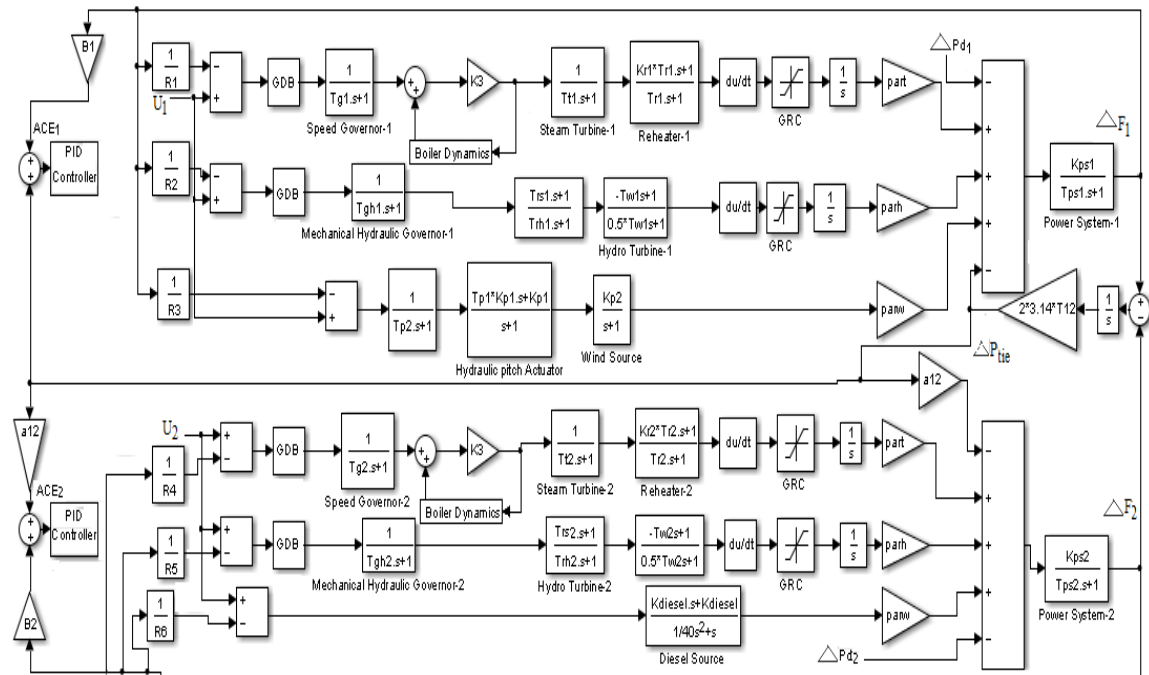 B1
1
R1
U1
GDB
1
Tg1.s+1
Speed Governor-1
K3
Boiler Dynamics
1
Tt1.s+1
Steam Turbine-1
Kr1*Tr1.s+1
Tr1.s+1
Reheater-1
du/dt
GRC
1
s
part
△Pd1
ACE1
PID
Controller
1
R2
GDB
1
Tgh1.s+1
Mechanical Hydraulic Governor-1
Trs1.s+1
Trh1.s+1
-Tw1s+1
0.5*Tw1s+1
Hydro Turbine-1
du/dt
GRC
1
s
parh
Kps1
Tps1.s+1
Power System-1
△F1
1
R3
1
Tp2.s+1
Tp1*Kp1.s+Kp1
s+1
Hydraulic pitch Actuator
Kp2
s+1
Wind Source
panw
2*3.14*T12
1
s
△Ptie
a12
a12
ACE2
PID
Controller
U2
1
R4
GDB
1
Tg2.s+1
Speed Governor-2
K3
Boiler Dynamics
1
Tt2.s+1
Steam Turbine-2
Kr2*Tr2.s+1
Tr2.s+1
Reheater-2
du/dt
GRC
1
s
part
1
R5
GDB
1
Tgh2.s+1
Mechanical Hydraulic Governor-2
Trs2.s+1
Trh2.s+1
Hydro Turbine-2
-Tw2s+1
0.5*Tw2s+1
du/dt
GRC
1
s
parh
Kps2
Tps2.s+1
Power System-2
△F2
B2
1
R6
Kdiesel.s+Kdiesel
1/40s2+s
Diesel Source
panw
△Pd2